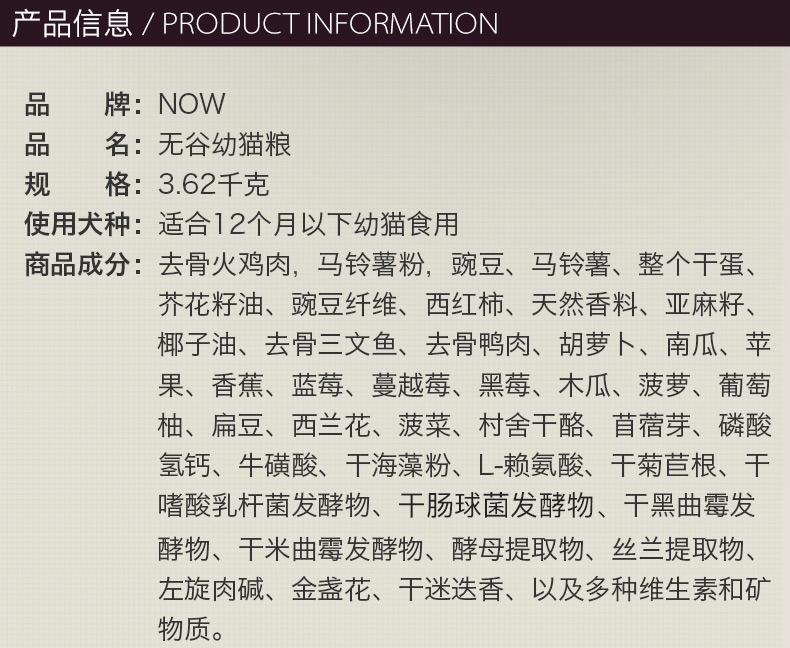 产品信息 / PRODUCT INFORMATION
品 牌：NOW
品 名：无谷幼猫粮
规 格：3.62千克
使用犬种：适合12个月以下幼猫食用
商品成分：去骨火鸡肉，马铃薯粉，豌豆、马铃薯、整个干蛋、
芥花籽油、豌豆纤维、西红柿、天然香料、亚麻籽、
椰子油、去骨三文鱼、去骨鸭肉、胡萝卜、南瓜、苹
果、香蕉、蓝莓、蔓越莓、黑莓、木瓜、菠萝、葡萄
柚、扁豆、西兰花、菠菜、村舍干酪、苜蓿芽、磷酸
氢钙、牛磺酸、干海藻粉、L-赖氨酸、干菊苣根、干
嗜酸乳杆菌发酵物、干肠球菌发酵物、干黑曲霉发
酵物、干米曲霉发酵物、酵母提取物、丝兰提取物、
左旋肉碱、金盏花、干迷迭香、以及多种维生素和矿
物质。